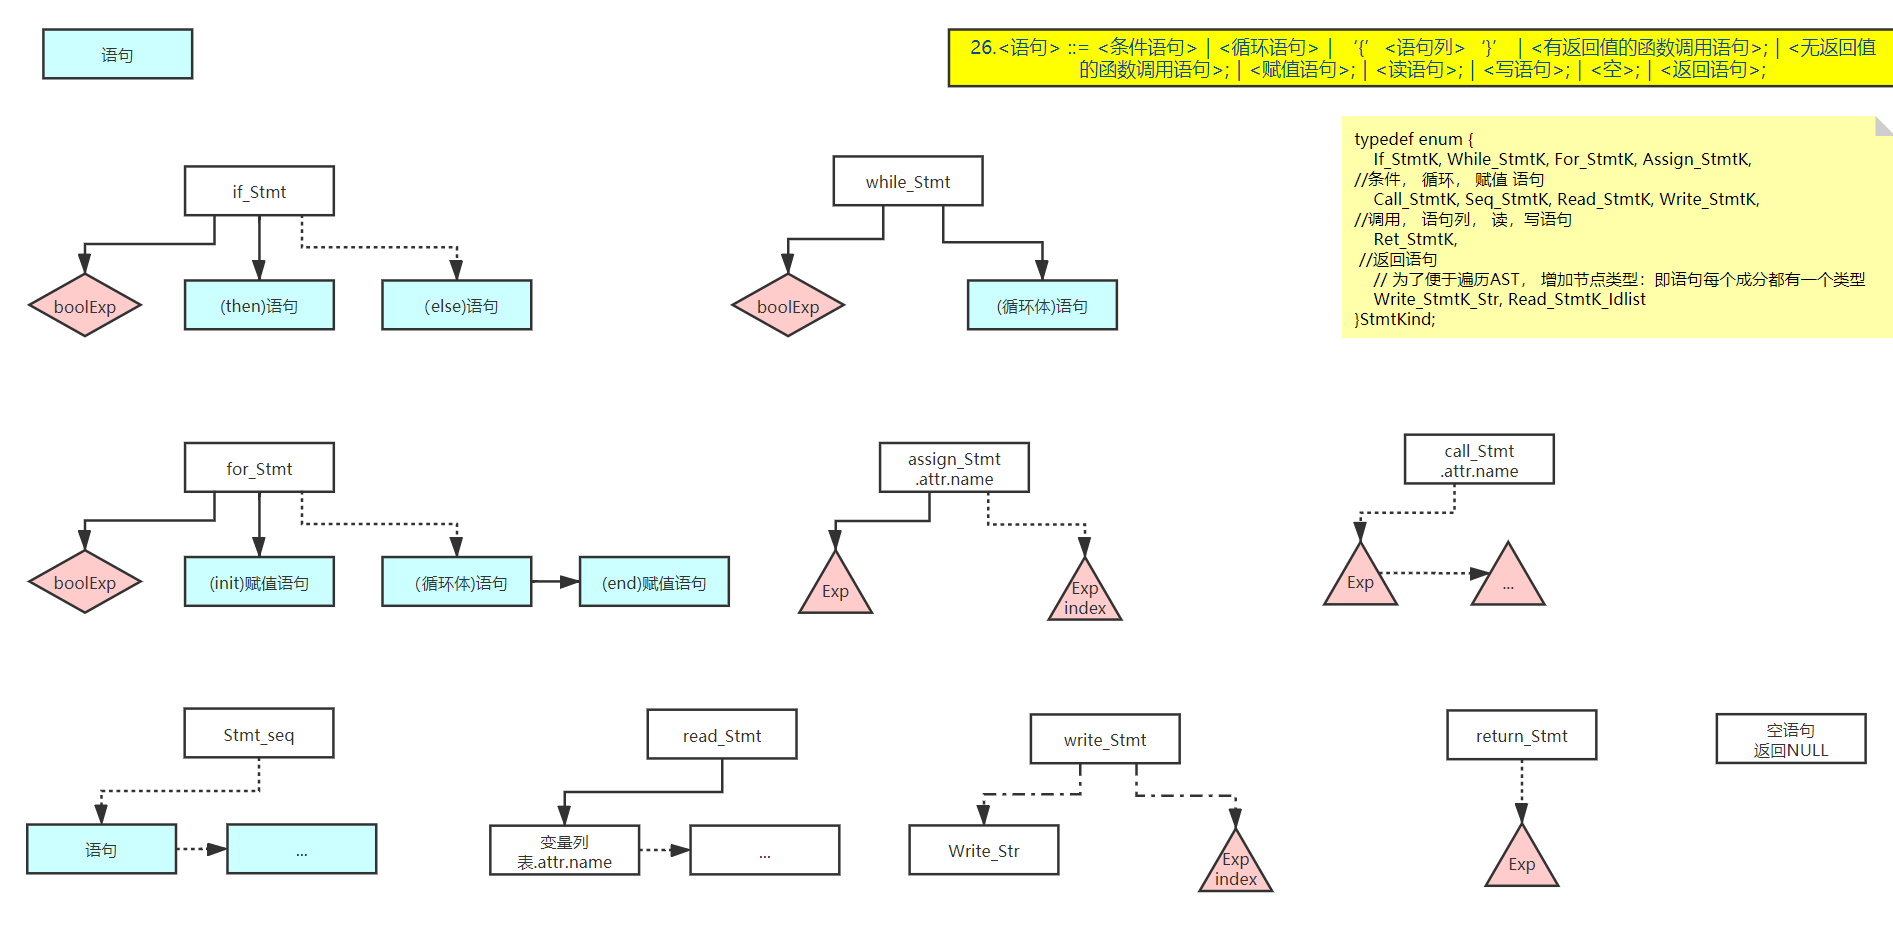 语句
26.<语句> ::= <条件语句> | <循环语句> | ‘{’ <语句列> ‘}’ | <有返回值的函数调用语句>; | <无返回值
的函数调用语句>; | <赋值语句>; | <读语句>; | <写语句>; | <空>; | <返回语句>;
typedef enum {
If_StmtK, While_StmtK, For_StmtK, Assign_StmtK,
//条件， 循环， 赋值 语句
Call_StmtK, Seq_StmtK, Read_StmtK, Write_StmtK,
//调用， 语句列， 读，写语句
Ret_StmtK,
//返回语句
// 为了便于遍历AST， 增加节点类型：即语句每个成分都有一个类型
Write_StmtK_Str, Read_StmtK_Idlist
}StmtKind;
if_Stmt
boolExp
(then)语句
（else)语句
while_Stmt
boolExp
(循环体)语句
for_Stmt
boolExp
(init)赋值语句
（循环体)语句
(end)赋值语句
assign_Stmt
.attr.name
Exp
Exp
index
call_Stmt
.attr.name
Exp
...
Stmt_seq
语句
...
read_Stmt
变量列
表.attr.name
...
write_Stmt
Write_Str
Exp
index
return_Stmt
Exp
空语句
返回NULL